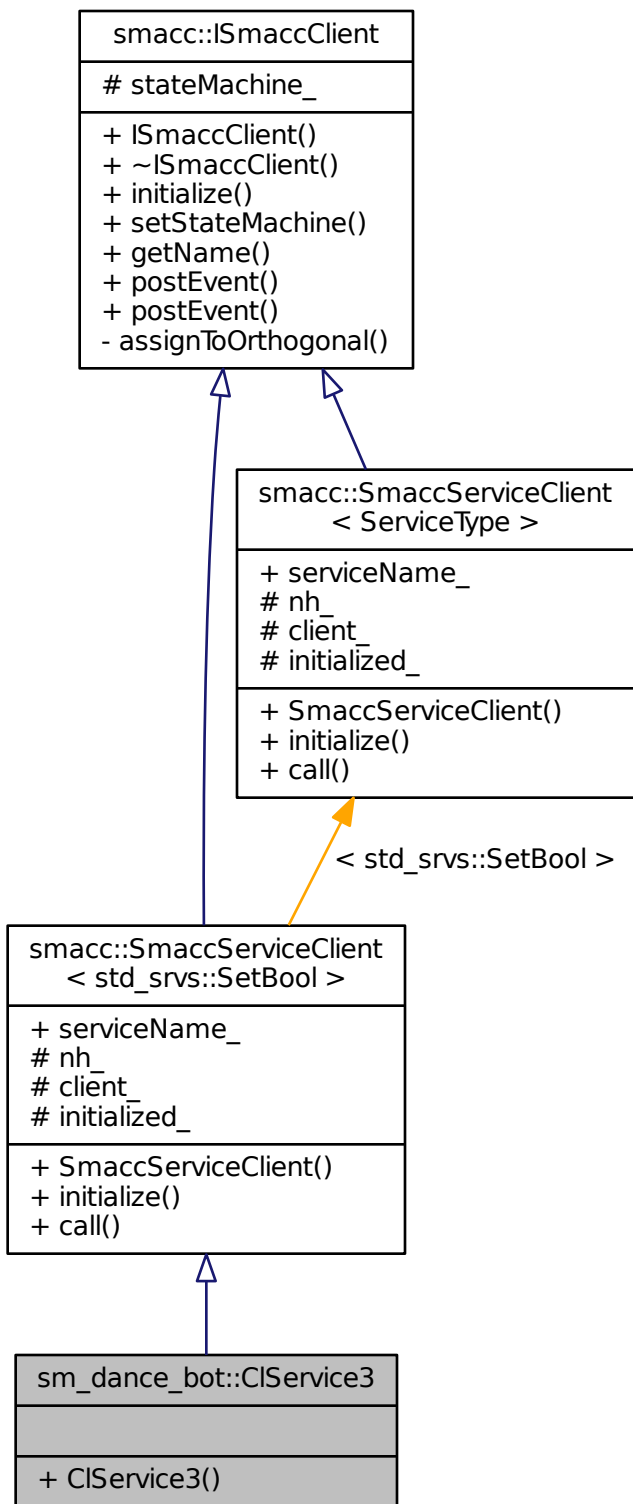 smacc::ISmaccClient
# stateMachine_
+ ISmaccClient()
+ ~ISmaccClient()
+ initialize()
+ setStateMachine()
+ getName()
+ postEvent()
+ postEvent()
- assignToOrthogonal()
smacc::SmaccServiceClient
< ServiceType >
+ serviceName_
# nh_
# client_
# initialized_
+ SmaccServiceClient()
+ initialize()
+ call()
< std_srvs::SetBool >
smacc::SmaccServiceClient
< std_srvs::SetBool >
+ serviceName_
# nh_
# client_
# initialized_
+ SmaccServiceClient()
+ initialize()
+ call()
sm_dance_bot::ClService3
+ ClService3()